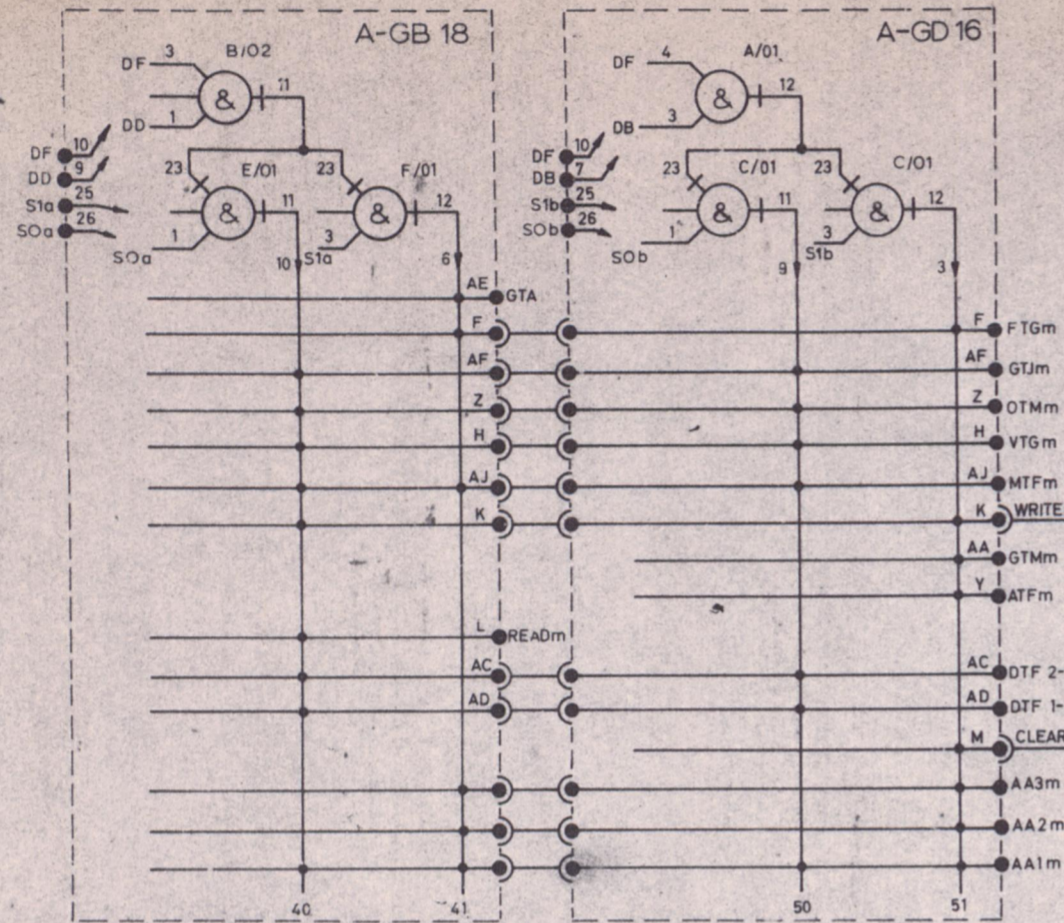 A-GB 18 A-GD 16
3 B/02 4 A/01
DF 11 DF 12
& &
DD 1 DB 3
DF 10 DF 10
DD 9 DB 7
23 E/01 23 F/01 23 C/01 23 C/01
S1a 25 S1b 25
& 11 & 12 & 11 & 12
S0a 26 S0b 26
1 3 1 3
S0a S1a S0b S1b
10 6 9 3
AE GTA
F F FTGm
AF AF GTJm
Z Z OTMm
H H VTGm
AJ AJ MTFm
K K WRITE
AA GTMm
Y ATFm
L READm
AC AC DTF 2-
AD AD DTF 1-
M CLEAR
AA3m
AA2m
AA1m
40 41 50 51